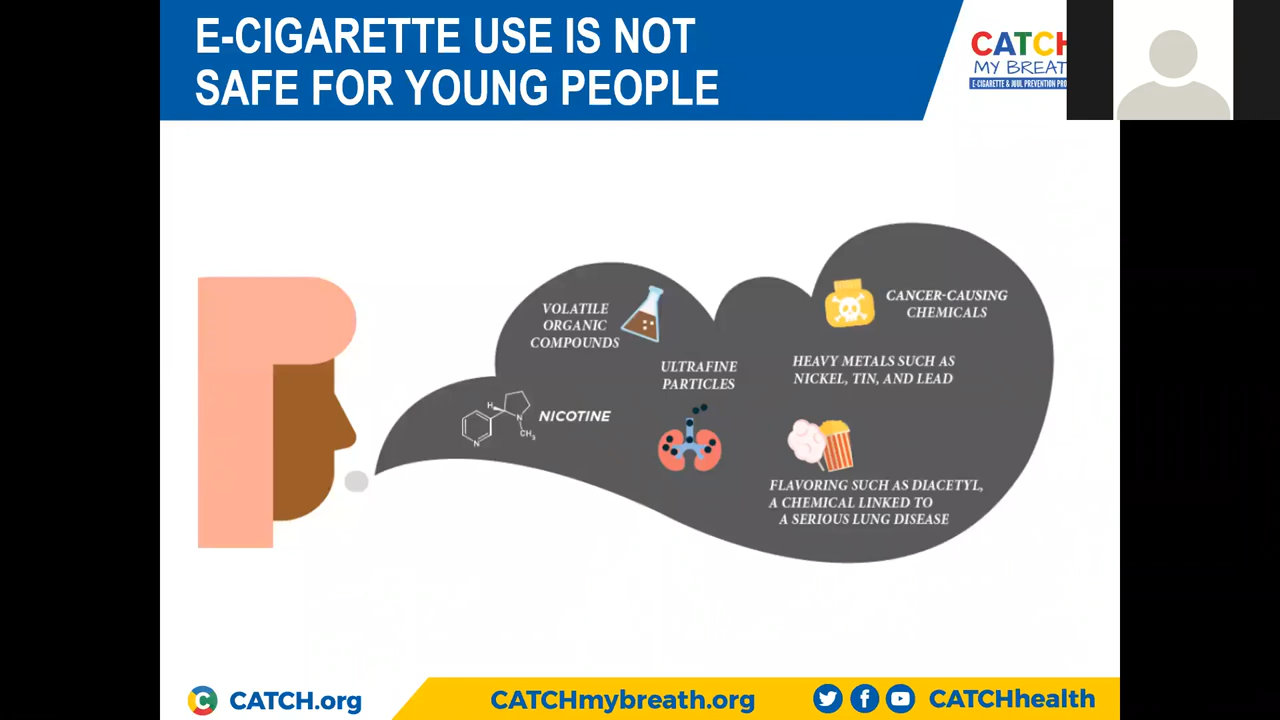 E-CIGARETTE USE IS NOT
SAFE FOR YOUNG PEOPLE
CATCH
MY BREAT
E-CIGARETTE & JUUL PREVENTION PRO
VOLATILE
ORGANIC
COMPOUNDS
CANCER-CAUSING
CHEMICALS
ULTRAFINE
PARTICLES
HEAVY METALS SUCH AS
NICKEL, TIN, AND LEAD
H
N
CH3
N
NICOTINE
FLAVORING SUCH AS DIACETYL,
A CHEMICAL LINKED TO
A SERIOUS LUNG DISEASE
C CATCH.org
CATCHmybreath.org
CATCHhealth